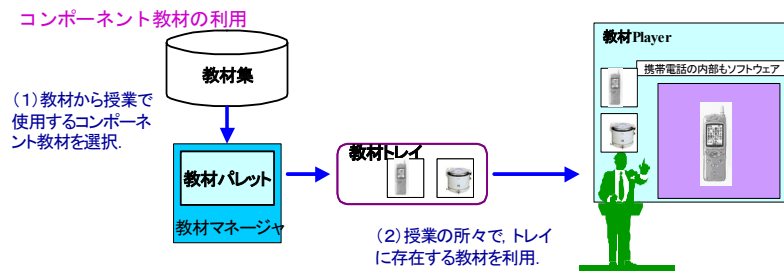 コンポーネント教材の利用
教材集
(1)教材から授業で
使用するコンポーネ
ント教材を選択.
教材パレット
教材マネージャ
教材トレイ
(2)授業の所々で,トレイ
に存在する教材を利用.
教材Player
携帯電話の内部もソフトウェア